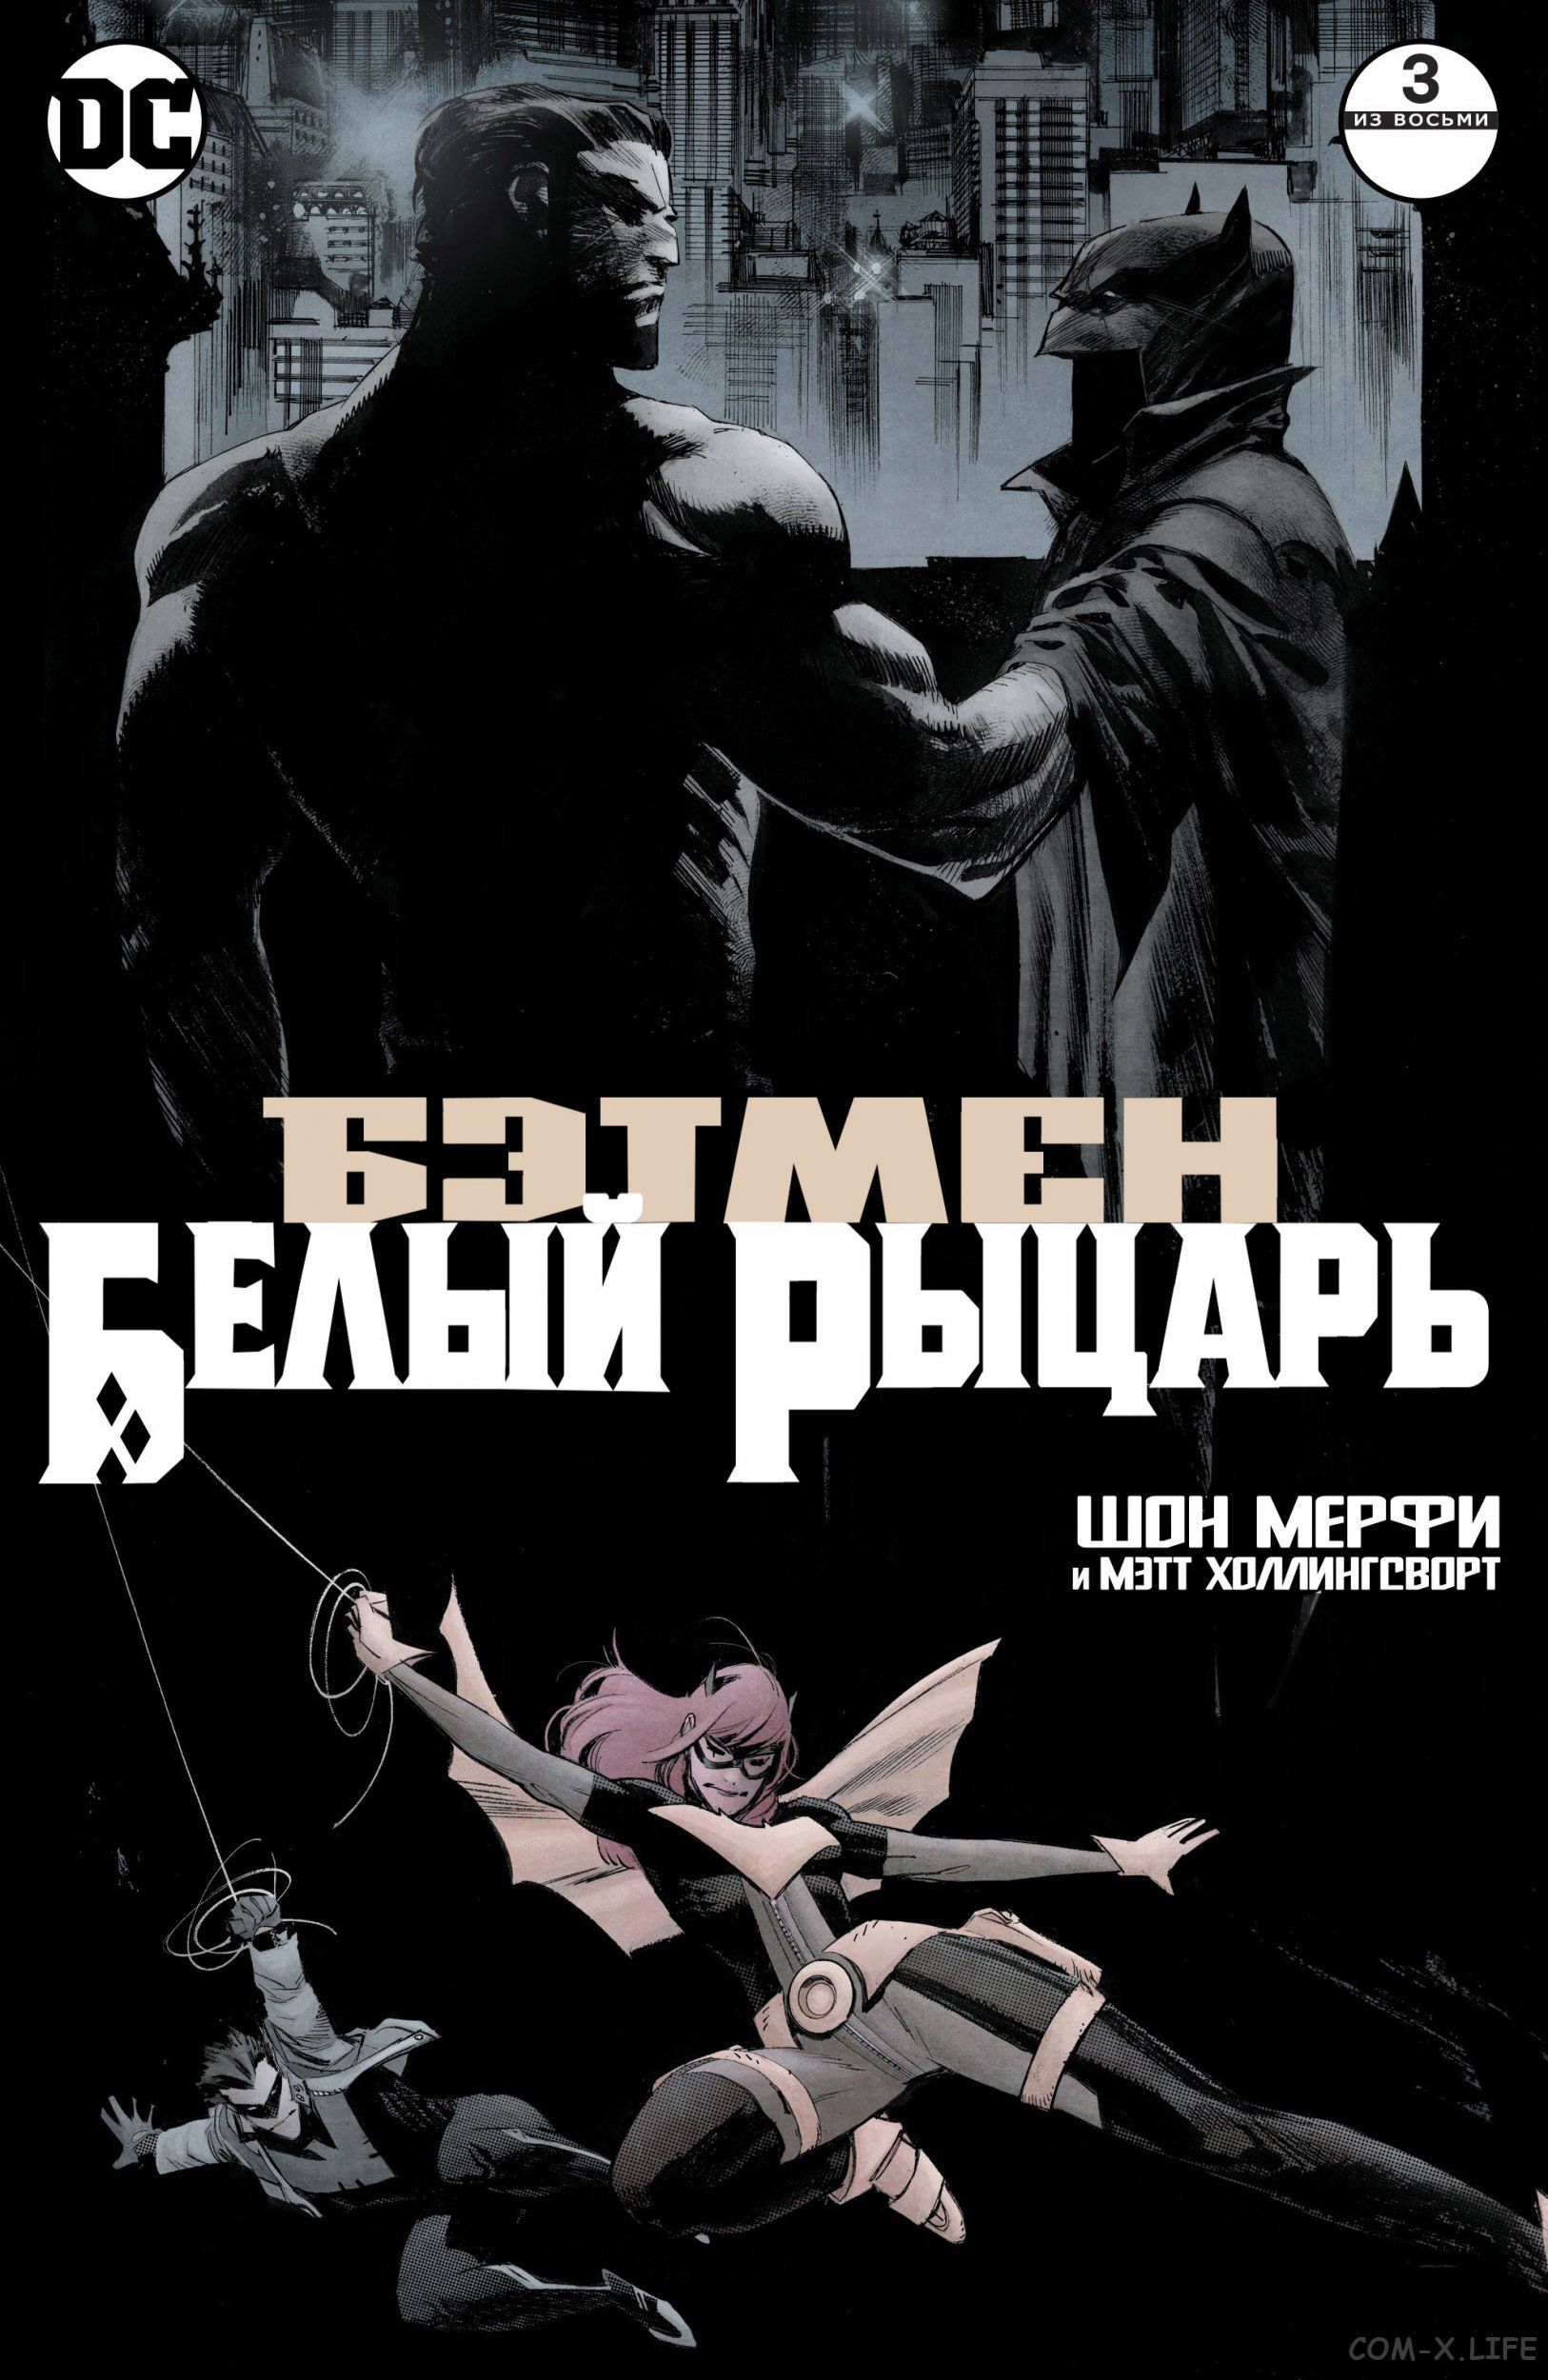 DC
3
ИЗ ВОСЬМИ
БЭТМЕН
БЕЛЫЙ РЫЦАРЬ
ШОН МЕРФИ
и МЭТТ ХОЛЛИНГСВОРТ
COM-X.LIFE